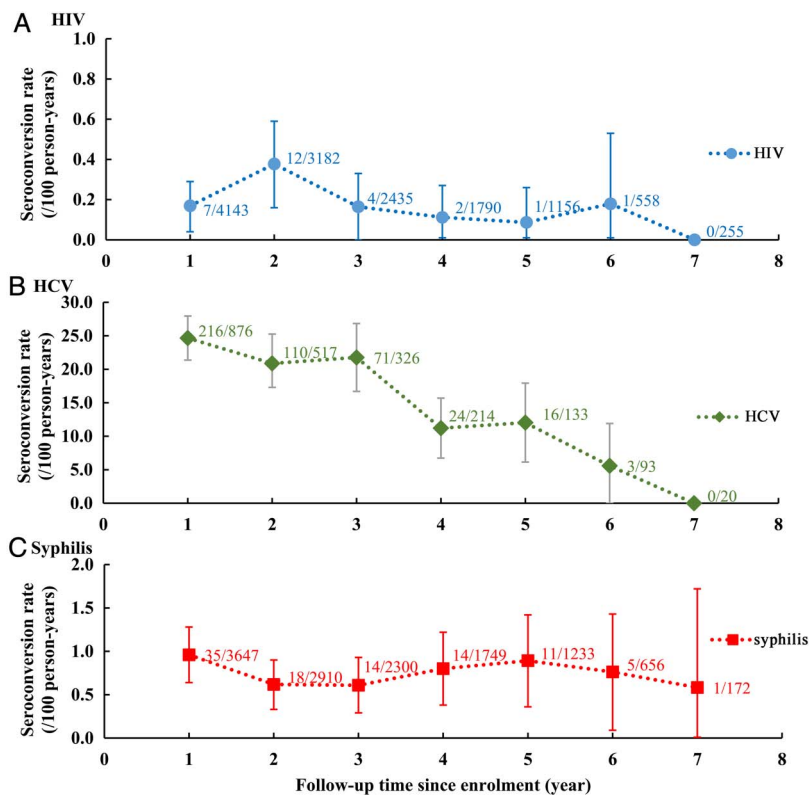 A
HIV
Seroconversion rate
(/100 person-years)
1.0
0.8
0.6
0.4
0.2
0.0
12/3182
7/4143
4/2435
2/1790
1/1156
1/558
0/255
HIV
0 1 2 3 4 5 6 7 8
B
HCV
Seroconversion rate
(/100 person-years)
30.0
25.0
20.0
15.0
10.0
5.0
0.0
216/876
110/517
71/326
24/214
16/133
3/93
0/20
HCV
0 1 2 3 4 5 6 7 8
C
Syphilis
Seroconversion rate
(/100 person-years)
2.0
1.5
1.0
0.5
0.0
35/3647
18/2910
14/2300
14/1749
11/1233
5/656
1/172
syphilis
0 1 2 3 4 5 6 7 8
Follow-up time since enrolment (year)